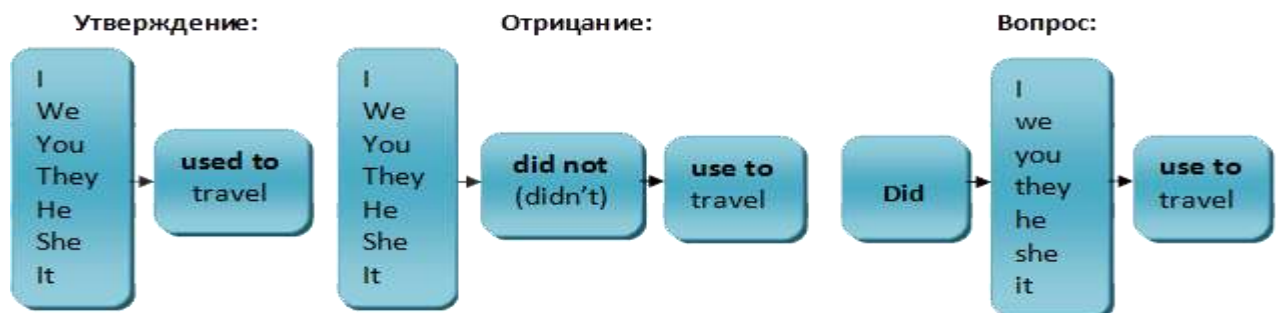 Утверждение:
I
We
You
They
He
She
It
used to
travel
Отрицание:
I
We
You
They
He
She
It
did not
(didn't)
use to
travel
Вопрос:
Did
I
we
you
they
he
she
it
use to
travel